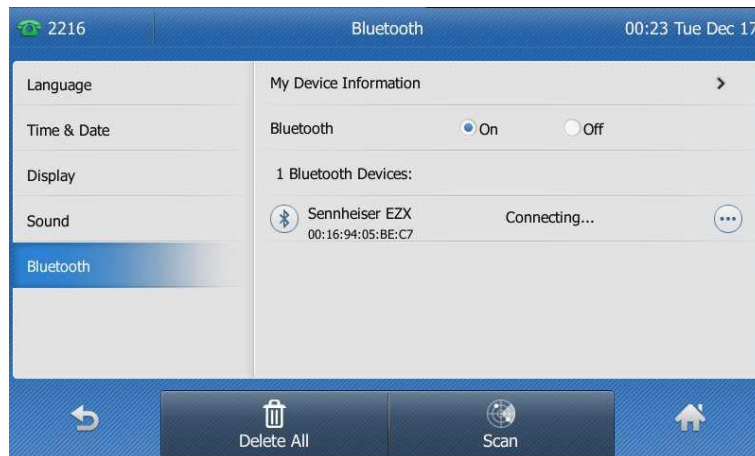 2216
Bluetooth
00:23 Tue Dec 17
Language
Time & Date
Display
Sound
Bluetooth
My Device Information
Bluetooth
On
Off
1 Bluetooth Devices:
Sennheiser EZX
00:16:94:05:BE:C7
Connecting...
Delete All
Scan